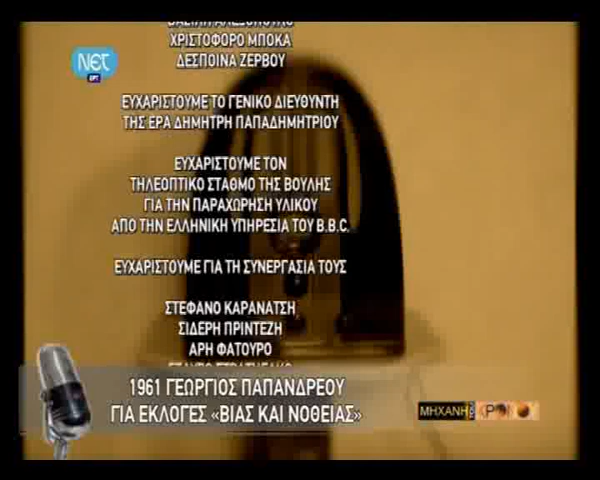 ΧΡΙΣΤΟΦΟΡΟ ΜΠΟΚΑ
ΔΕΣΠΟΙΝΑ ΖΕΡΒΟΥ
NET
ΕΡΤ
ΕΥΧΑΡΙΣΤΟΥΜΕ ΤΟ ΓΕΝΙΚΟ ΔΙΕΥΘΥΝΤΗ
ΤΗΣ ΕΡΑ ΔΗΜΗΤΡΗ ΠΑΠΑΔΗΜΗΤΡΙΟΥ
ΕΥΧΑΡΙΣΤΟΥΜΕ ΤΟΝ
ΤΗΛΕΟΠΤΙΚΟ ΣΤΑΘΜΟ ΤΗΣ ΒΟΥΛΗΣ
ΓΙΑ ΤΗΝ ΠΑΡΑΧΩΡΗΣΗ ΥΛΙΚΟΥ
ΑΠΟ ΤΗΝ ΕΛΛΗΝΙΚΗ ΥΠΗΡΕΣΙΑ ΤΟΥ B.B.C.
ΕΥΧΑΡΙΣΤΟΥΜΕ ΓΙΑ ΤΗ ΣΥΝΕΡΓΑΣΙΑ ΤΟΥΣ
ΣΤΕΦΑΝΟ ΚΑΡΑΝΑΤΣΗ
ΣΙΔΕΡΗ ΠΡΙΝΤΕΖΗ
ΑΡΗ ΦΑΤΟΥΡΟ
1961 ΓΕΩΡΓΙΟΣ ΠΑΠΑΝΔΡΕΟΥ
ΓΙΑ ΕΚΛΟΓΕΣ «ΒΙΑΣ ΚΑΙ ΝΟΘΕΙΑΣ»
ΜΗΧΑΝΗ